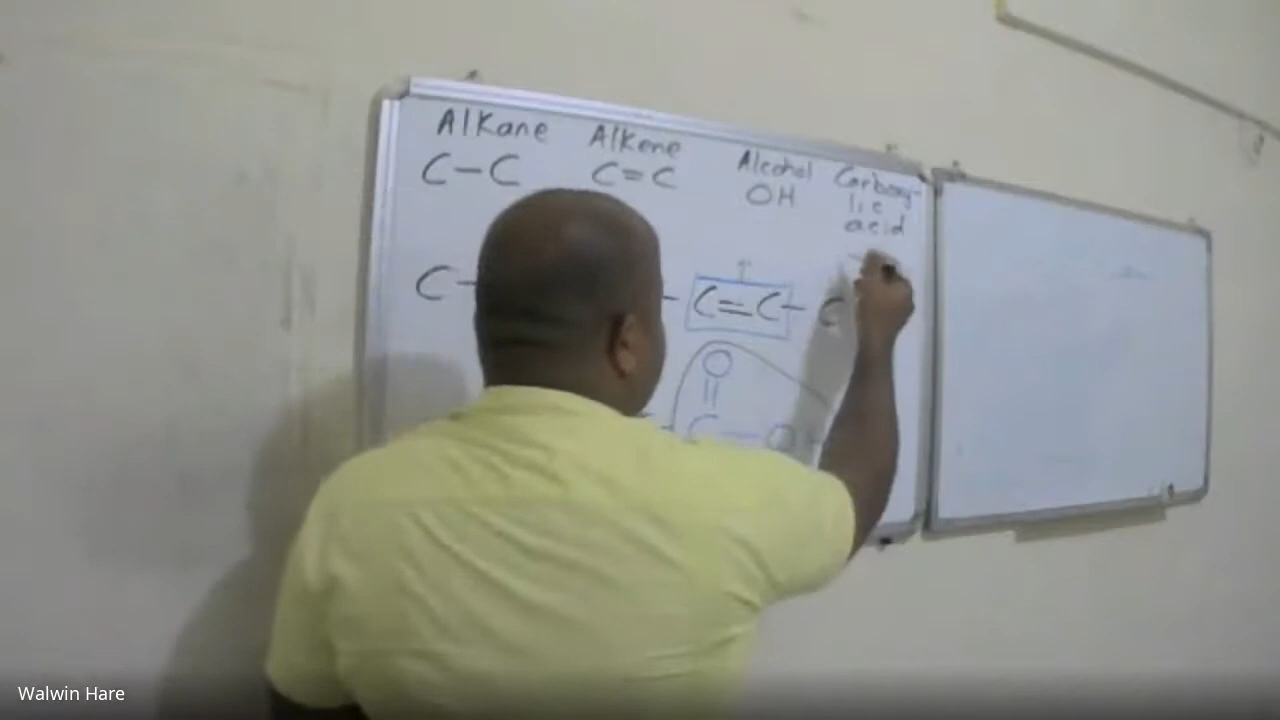 Alkane Alkene Alcohol Carboxy-
C-C C=C OH lic
acid
C- - C=C- C
O
||
C - OH
Walwin Hare